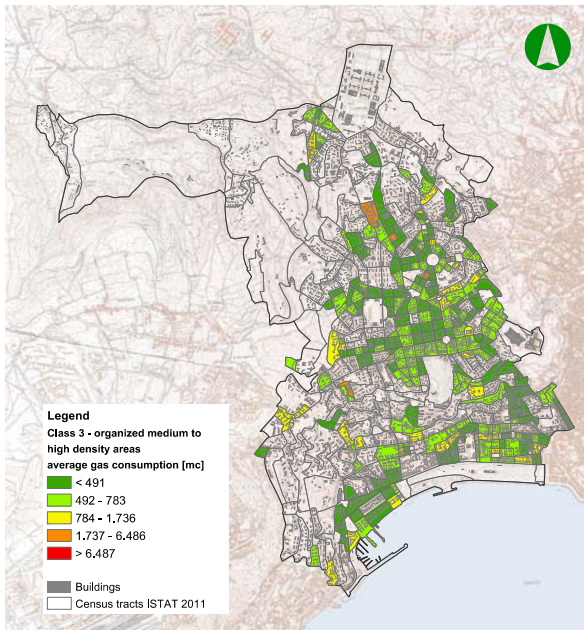 Legend
Class 3 - organized medium to
high density areas
average gas consumption [mc]
< 491
492 - 783
784 - 1.736
1.737 - 6.486
> 6.487
Buildings
Census tracts ISTAT 2011